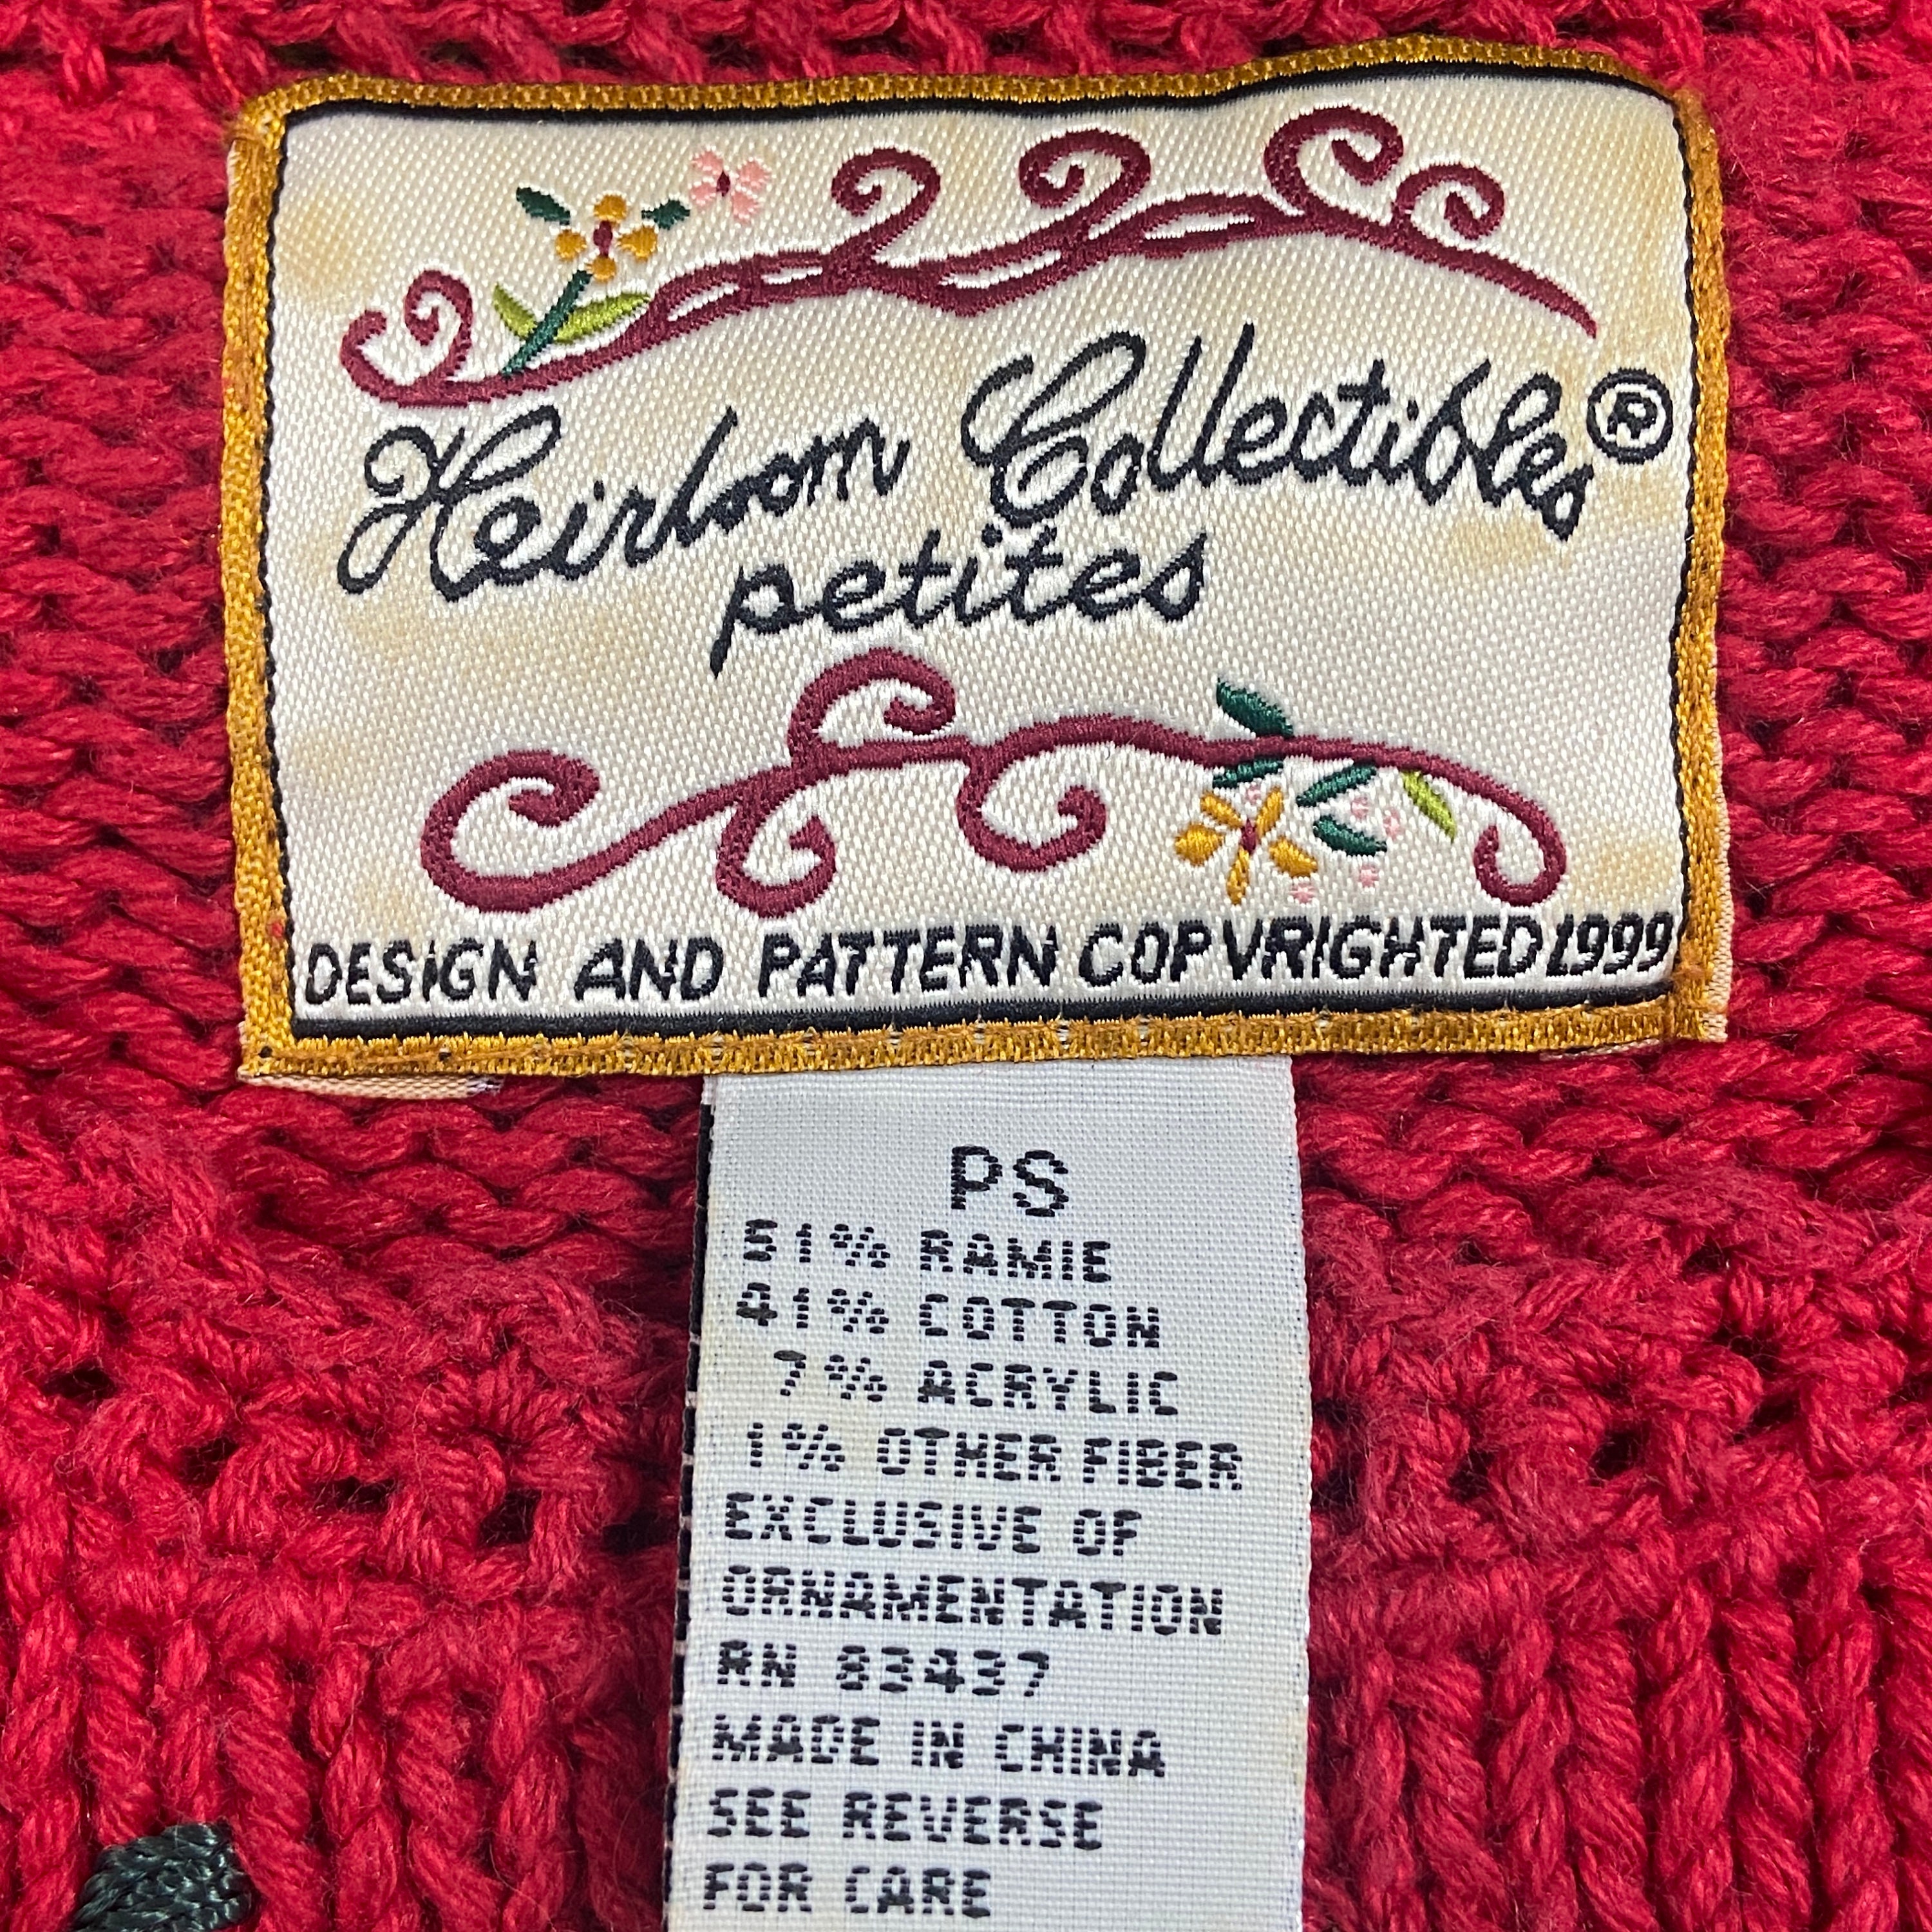 Heirloom Collectibles®
petites
DESIGN AND PATTERN COPYRIGHTED 1999
PS
51% RAMIE
41% COTTON
7% ACRYLIC
1% OTHER FIBER
EXCLUSIVE OF
ORNAMENTATION
RN 83437
MADE IN CHINA
SEE REVERSE
FOR CARE